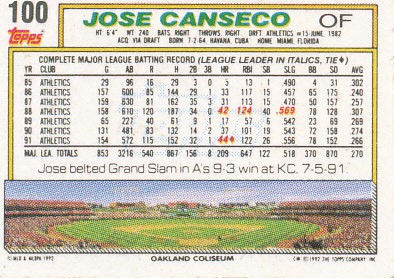 100
Topps
JOSE CANSECO OF
HT 6'4" WT 240 BATS RIGHT THROWS RIGHT DRFT ATHLETICS #15-JUNE, 1982
ACQ VIA DRAFT BORN 7-2-64, HAVANA, CUBA HOME MIAMI, FLORIDA
COMPLETE MAJOR LEAGUE BATTING RECORD (LEAGUE LEADER IN ITALICS, TIE♦)
YR CLUB G AB R H 2B 3B HR RBI SB SLG BB SO AVG
85 ATHLETICS 29 96 16 29 3 0 5 13 1 .490 4 31 .302
86 ATHLETICS 157 600 85 144 29 1 33 117 15 .457 65 175 .240
87 ATHLETICS 159 630 81 162 35 3 31 113 15 .470 50 157 .257
88 ATHLETICS 158 610 120 187 34 0 42 124 40 .569 78 128 .307
89 ATHLETICS 65 227 40 61 9 1 17 57 6 .542 23 69 .269
90 ATHLETICS 131 481 83 132 14 2 37 101 19 .543 72 158 .274
91 ATHLETICS 154 572 115 152 32 1 44♦ 122 26 .556 78 152 .266
MAJ. LEA. TOTALS 853 3216 540 867 156 8 209 647 122 .518 370 870 .270
Jose belted Grand Slam in A's 9-3 win at K.C. 7-5-91.
© MLB & MLBPA 1992 OAKLAND COLISEUM © 1992 THE TOPPS COMPANY, INC.